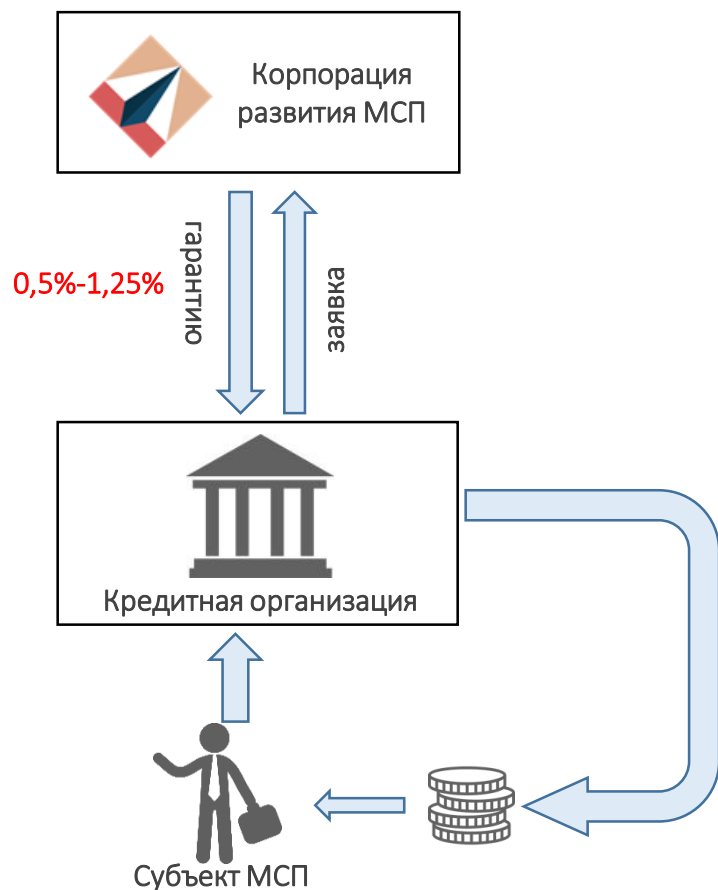 Корпорация
развития МСП
0,5%-1,25%
гарантию
заявка
Кредитная организация
Субъект МСП